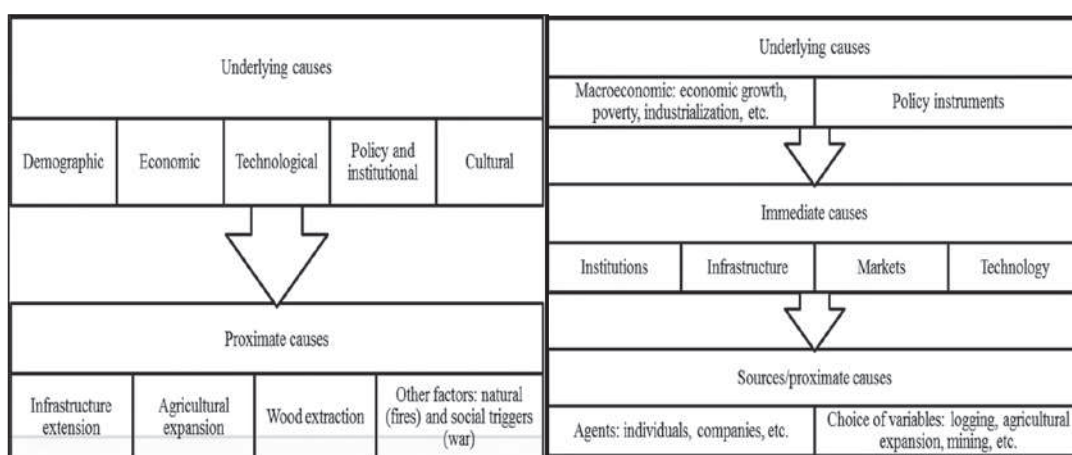 Underlying causes
Demographic
Economic
Technological
Policy and
institutional
Cultural
Proximate causes
Infrastructure
extension
Agricultural
expansion
Wood extraction
Other factors: natural
(fires) and social triggers
(war)
Underlying causes
Macroeconomic: economic growth,
poverty, industrialization, etc.
Policy instruments
Immediate causes
Institutions
Infrastructure
Markets
Technology
Sources/proximate causes
Agents: individuals, companies, etc.
Choice of variables: logging, agricultural
expansion, mining, etc.